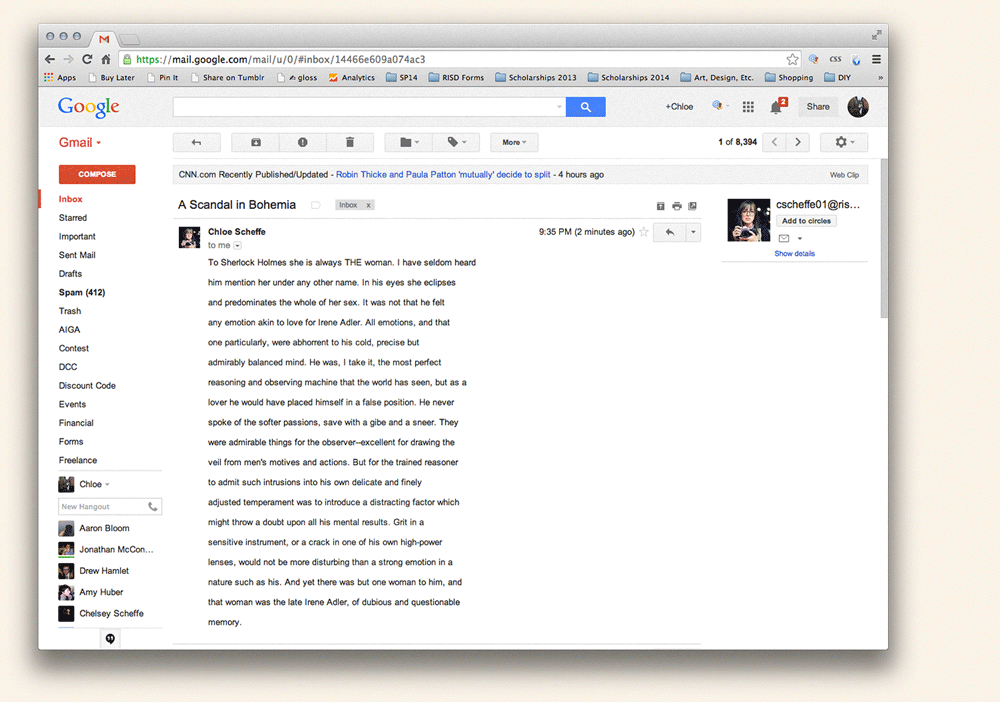 https://mail.google.com/mail/u/0/#inbox/14466e609a074ac3
CSS
Apps Buy Later Pin It Share on Tumblr gloss Analytics SP14 RISD Forms Scholarships 2013 Scholarships 2014 Art, Design, Etc. Shopping DIY »
Google
+Chloe
2
Share
Gmail
More
1 of 8,394
COMPOSE
CNN.com Recently Published/Updated - Robin Thicke and Paula Patton 'mutually' decide to split - 4 hours ago
Web Clip
Inbox
Starred
Important
Sent Mail
Drafts
Spam (412)
Trash
AIGA
Contest
DCC
Discount Code
Events
Financial
Forms
Freelance
Chloe
New Hangout
Aaron Bloom
Jonathan McCon...
Drew Hamlet
Amy Huber
Chelsey Scheffe
A Scandal in Bohemia
Inbox x
Chloe Scheffe
to me
9:35 PM (2 minutes ago)
To Sherlock Holmes she is always THE woman. I have seldom heard
him mention her under any other name. In his eyes she eclipses
and predominates the whole of her sex. It was not that he felt
any emotion akin to love for Irene Adler. All emotions, and that
one particularly, were abhorrent to his cold, precise but
admirably balanced mind. He was, I take it, the most perfect
reasoning and observing machine that the world has seen, but as a
lover he would have placed himself in a false position. He never
spoke of the softer passions, save with a gibe and a sneer. They
were admirable things for the observer--excellent for drawing the
veil from men's motives and actions. But for the trained reasoner
to admit such intrusions into his own delicate and finely
adjusted temperament was to introduce a distracting factor which
might throw a doubt upon all his mental results. Grit in a
sensitive instrument, or a crack in one of his own high-power
lenses, would not be more disturbing than a strong emotion in a
nature such as his. And yet there was but one woman to him, and
that woman was the late Irene Adler, of dubious and questionable
memory.
cscheffe01@ris...
Add to circles
Show details